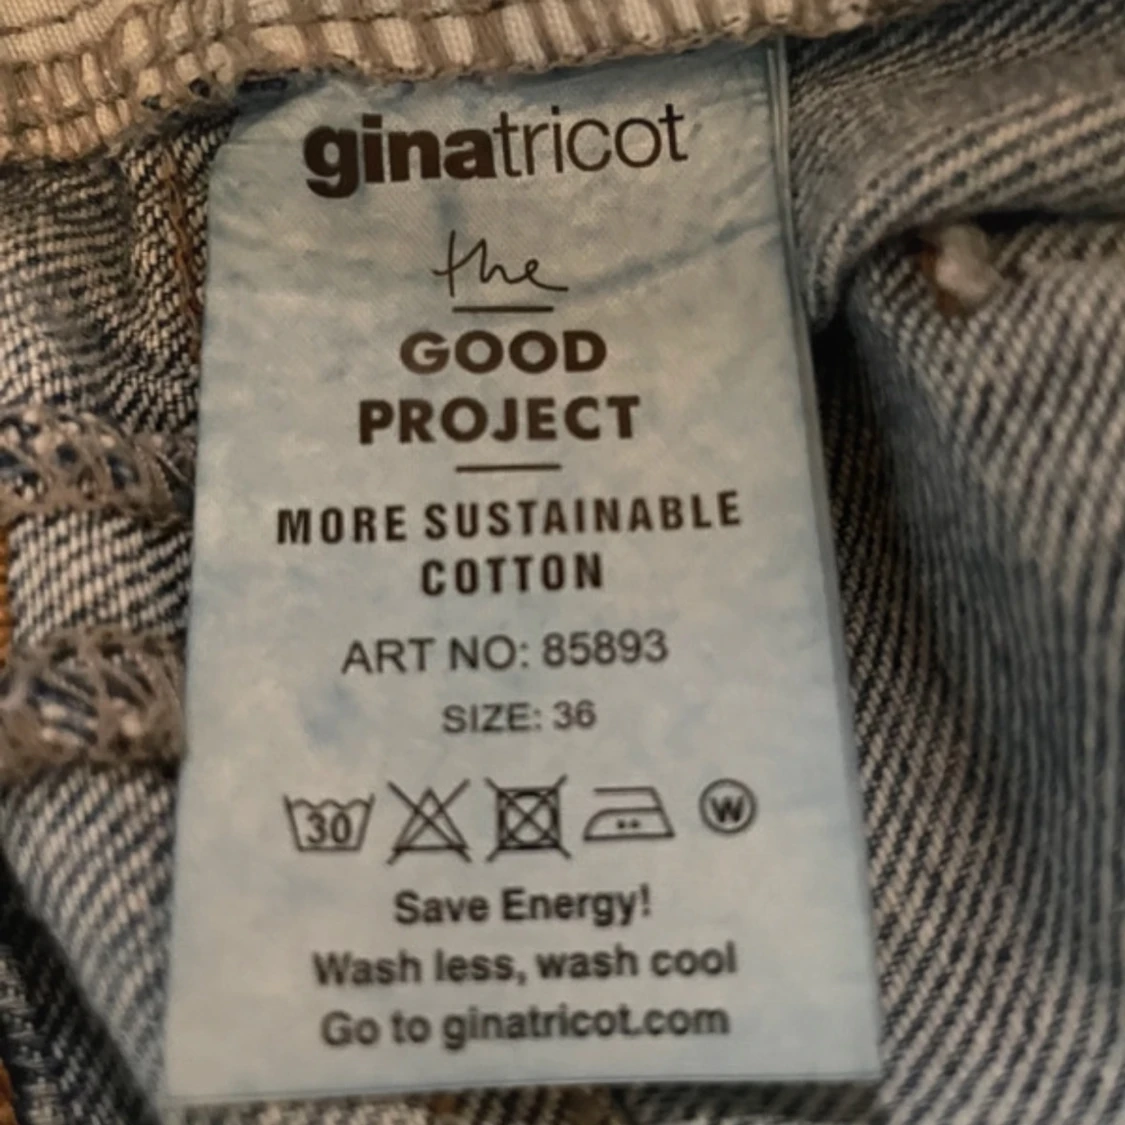 ginatricot
the
GOOD
PROJECT
MORE SUSTAINABLE
COTTON
ART NO: 85893
SIZE: 36
30 W
Save Energy!
Wash less, wash cool
Go to ginatricot.com